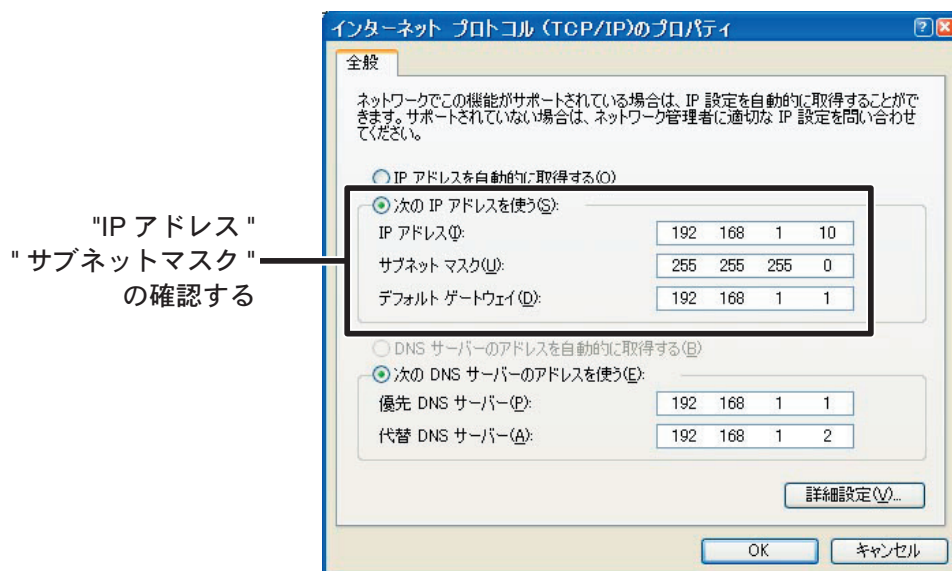 インターネット プロトコル (TCP/IP)のプロパティ
全般
ネットワークでこの機能がサポートされている場合は、IP 設定を自動的に取得することがで
きます。サポートされていない場合は、ネットワーク管理者に適切な IP 設定を問い合わせ
てください。
IP アドレスを自動的に取得する(O)
次の IP アドレスを使う(S):
"IP アドレス "
" サブネットマスク "
の確認する
IP アドレス(I): 192 168 1 10
サブネット マスク(U): 255 255 255 0
デフォルト ゲートウェイ(D): 192 168 1 1
DNS サーバーのアドレスを自動的に取得する(B)
次の DNS サーバーのアドレスを使う(E):
優先 DNS サーバー(P): 192 168 1 1
代替 DNS サーバー(A): 192 168 1 2
詳細設定(V)...
OK キャンセル